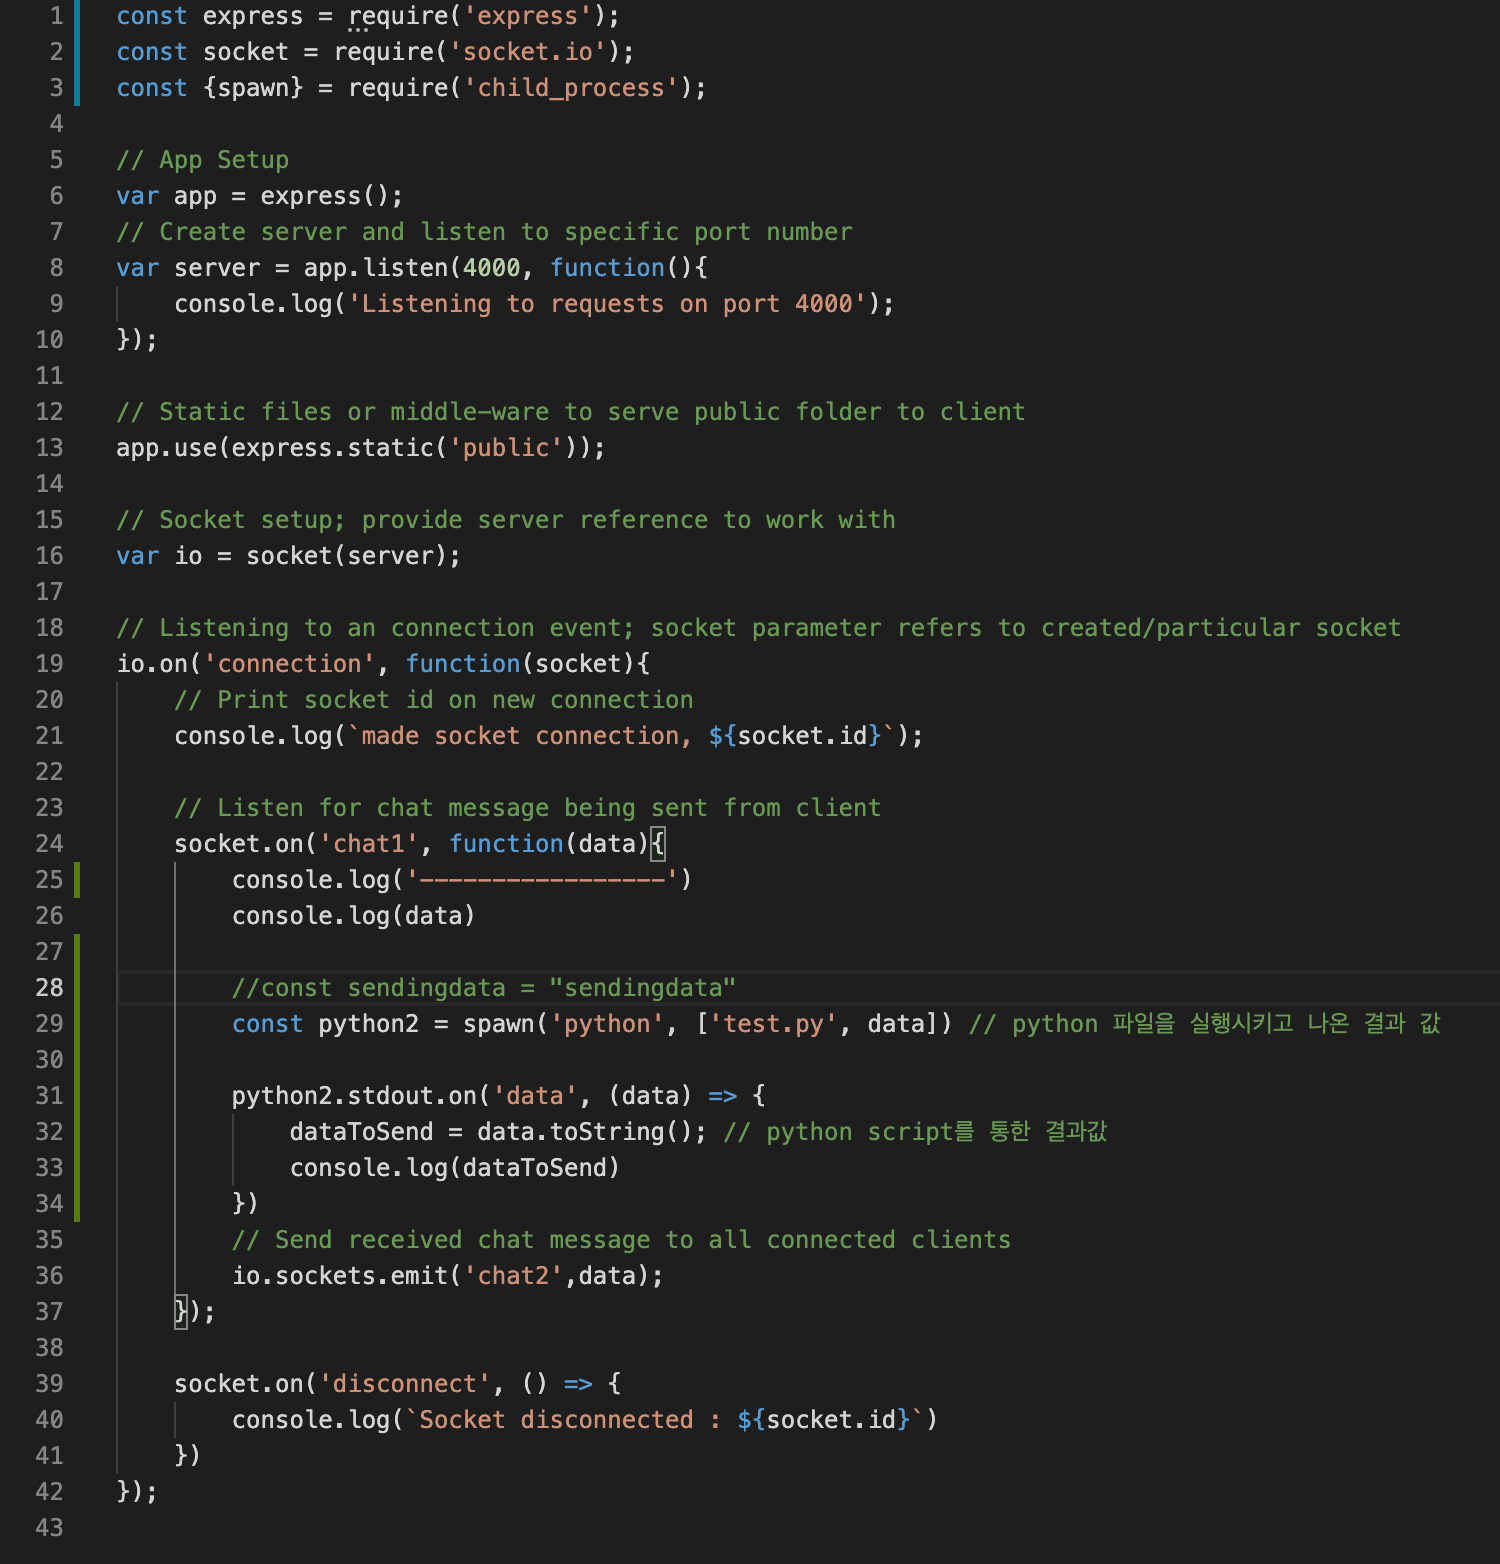 1 const express = require('express');
2 const socket = require('socket.io');
3 const {spawn} = require('child_process');
4
5 // App Setup
6 var app = express();
7 // Create server and listen to specific port number
8 var server = app.listen(4000, function(){
9     console.log('Listening to requests on port 4000');
10 });
11
12 // Static files or middle-ware to serve public folder to client
13 app.use(express.static('public'));
14
15 // Socket setup; provide server reference to work with
16 var io = socket(server);
17
18 // Listening to an connection event; socket parameter refers to created/particular socket
19 io.on('connection', function(socket){
20     // Print socket id on new connection
21     console.log(`made socket connection, ${socket.id}`);
22
23     // Listen for chat message being sent from client
24     socket.on('chat1', function(data){
25         console.log('-----------------')
26         console.log(data)
27
28         //const sendingdata = "sendingdata"
29         const python2 = spawn('python', ['test.py', data]) // python 파일을 실행시키고 나온 결과 값
30
31         python2.stdout.on('data', (data) => {
32             dataToSend = data.toString(); // python script를 통한 결과값
33             console.log(dataToSend)
34         })
35         // Send received chat message to all connected clients
36         io.sockets.emit('chat2',data);
37     });
38
39     socket.on('disconnect', () => {
40         console.log(`Socket disconnected : ${socket.id}`)
41     })
42 });
43